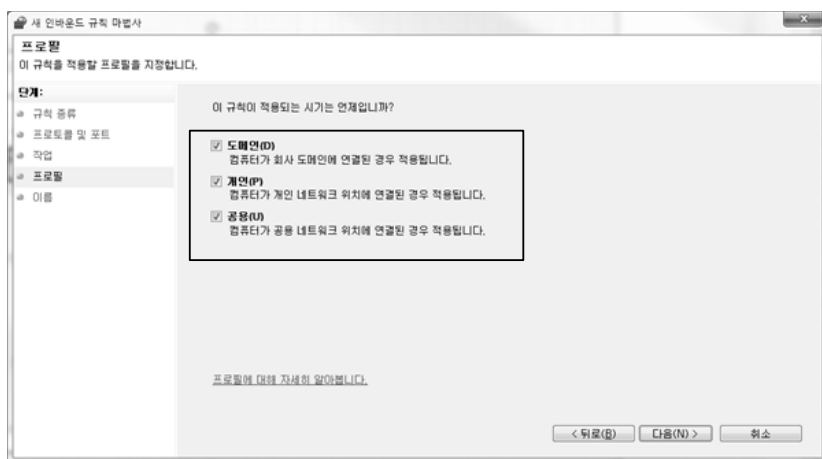 새 인바운드 규칙 마법사
프로필
이 규칙을 적용할 프로필을 지정합니다.
단계:
규칙 종류
프로토콜 및 포트
작업
프로필
이름
이 규칙이 적용되는 시기는 언제입니까?
도메인(D)
컴퓨터가 회사 도메인에 연결된 경우 적용됩니다.
개인(P)
컴퓨터가 개인 네트워크 위치에 연결된 경우 적용됩니다.
공용(U)
컴퓨터가 공용 네트워크 위치에 연결된 경우 적용됩니다.
프로필에 대해 자세히 알아봅니다.
< 뒤로(B) 다음(N) > 취소